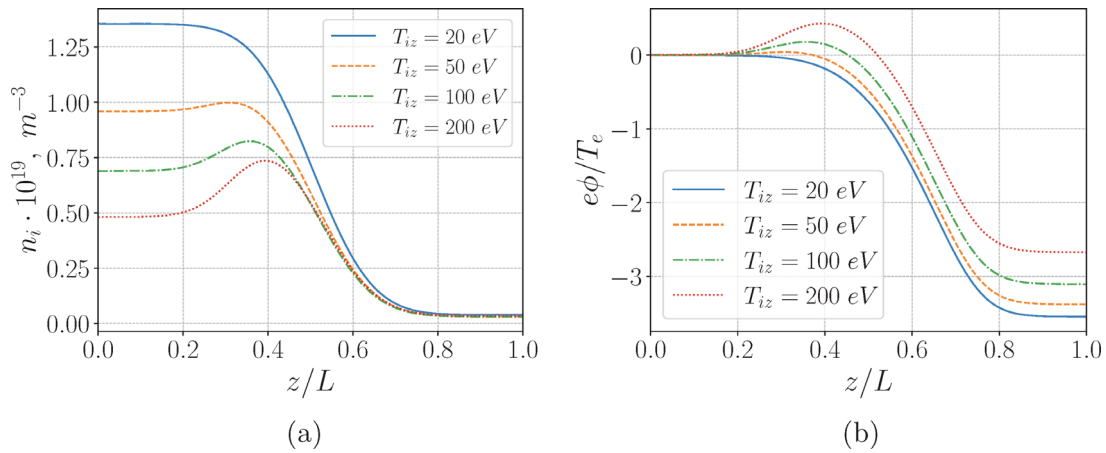 n_i · 10^19, m^−3
1.25
1.00
0.75
0.50
0.25
0.00
T_iz = 20 eV
T_iz = 50 eV
T_iz = 100 eV
T_iz = 200 eV
0.0 0.2 0.4 0.6 0.8 1.0
z/L
(a)
eϕ/T_e
0
−1
−2
−3
T_iz = 20 eV
T_iz = 50 eV
T_iz = 100 eV
T_iz = 200 eV
0.0 0.2 0.4 0.6 0.8 1.0
z/L
(b)